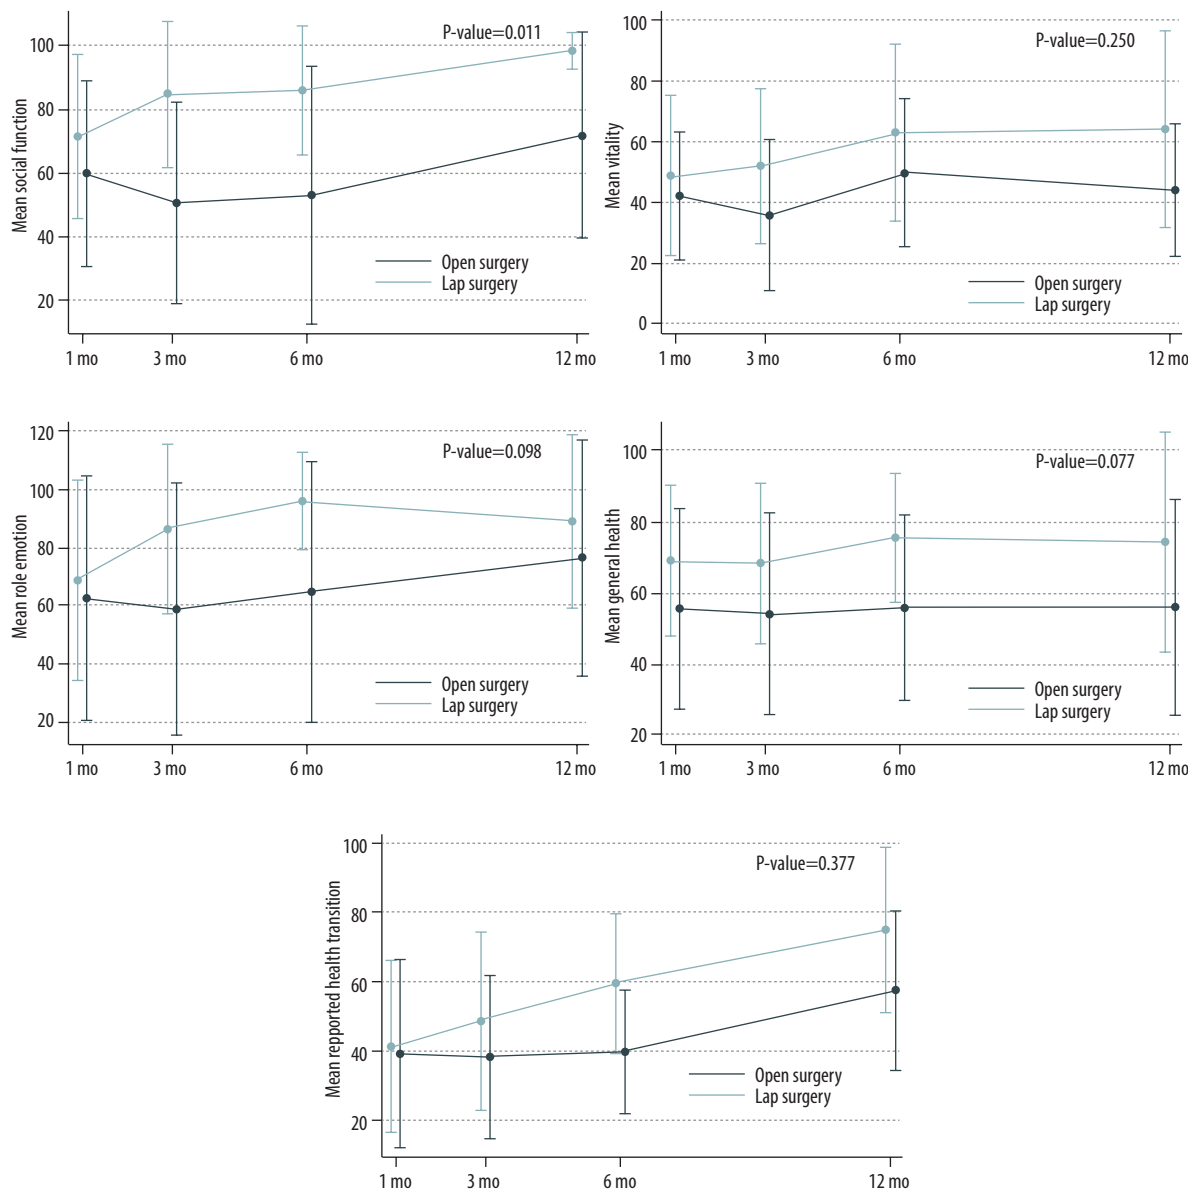 P-value=0.011
Mean social function
100
80
60
40
20
Open surgery
Lap surgery
1 mo 3 mo 6 mo 12 mo
P-value=0.250
Mean vitality
100
80
60
40
20
0
Open surgery
Lap surgery
1 mo 3 mo 6 mo 12 mo
P-value=0.098
Mean role emotion
120
100
80
60
40
20
Open surgery
Lap surgery
1 mo 3 mo 6 mo 12 mo
P-value=0.077
Mean general health
100
80
60
40
20
Open surgery
Lap surgery
1 mo 3 mo 6 mo 12 mo
P-value=0.377
Mean repported health transition
100
80
60
40
20
Open surgery
Lap surgery
1 mo 3 mo 6 mo 12 mo